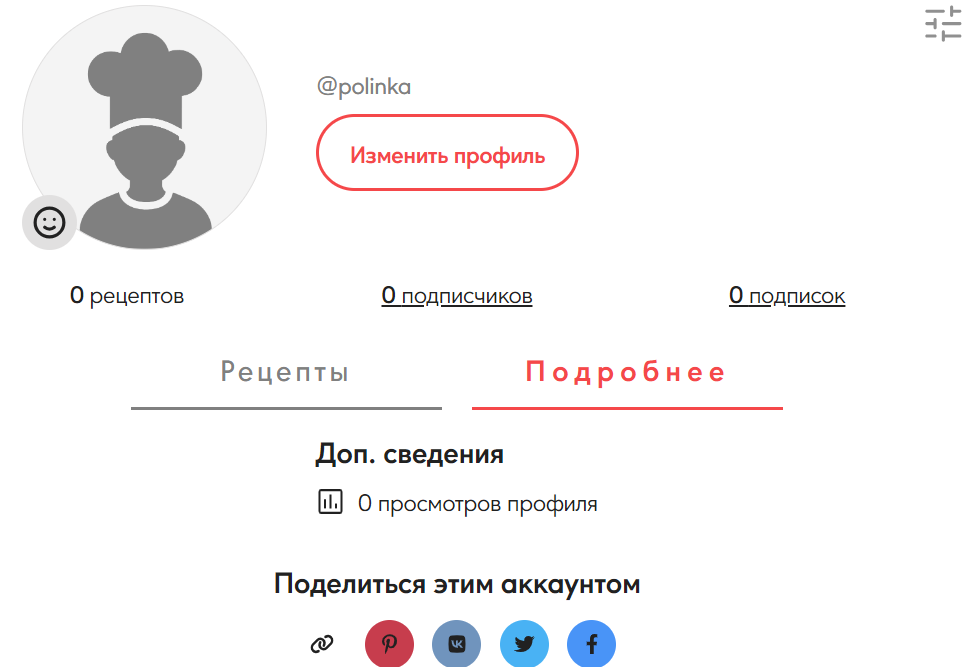 @polinka
Изменить профиль
0 рецептов 0 подписчиков 0 подписок
Рецепты Подробнее
Доп. сведения
0 просмотров профиля
Поделиться этим аккаунтом